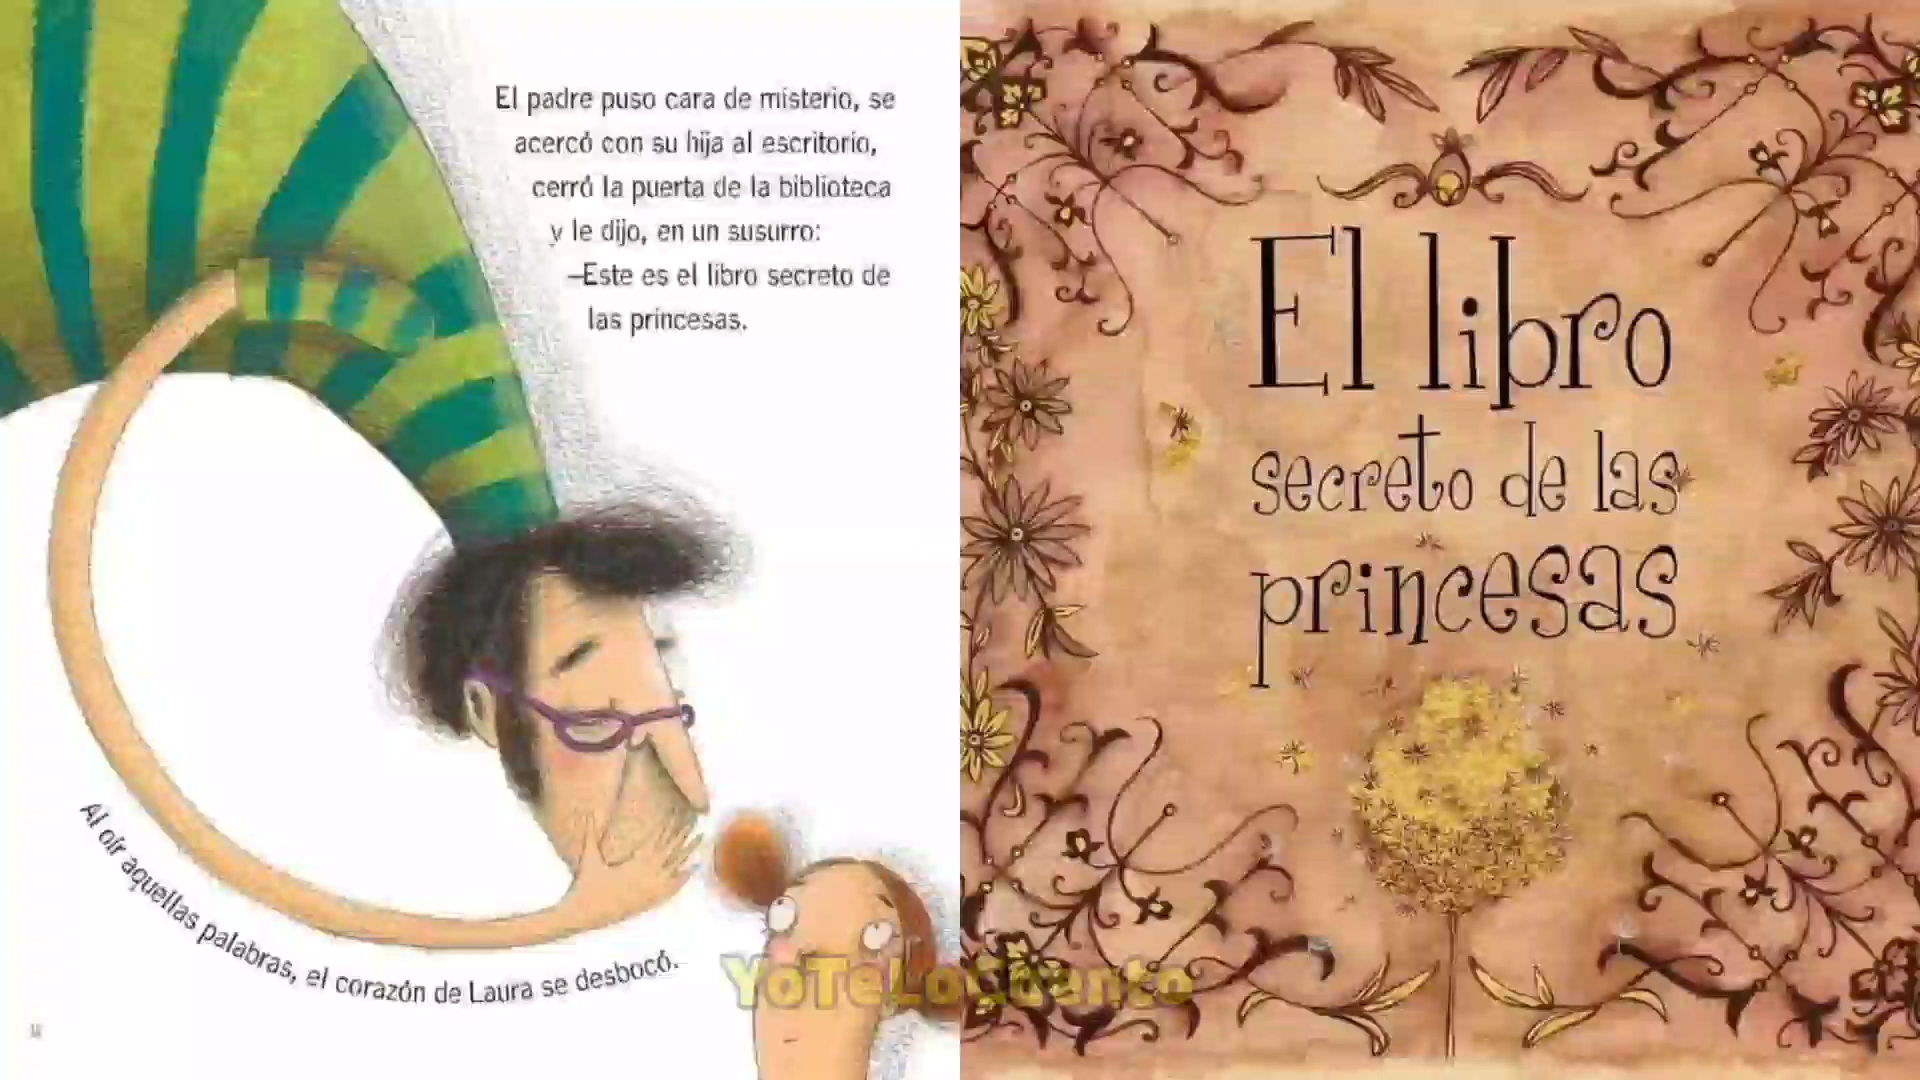 El padre puso cara de misterio, se
acercó con su hija al escritorio,
cerró la puerta de la biblioteca
y le dijo, en un susurro:
–Este es el libro secreto de
las princesas.
Al oír aquellas palabras, el corazón de Laura se desbocó.
El libro
secreto de las
princesas
YoTeLoCuento